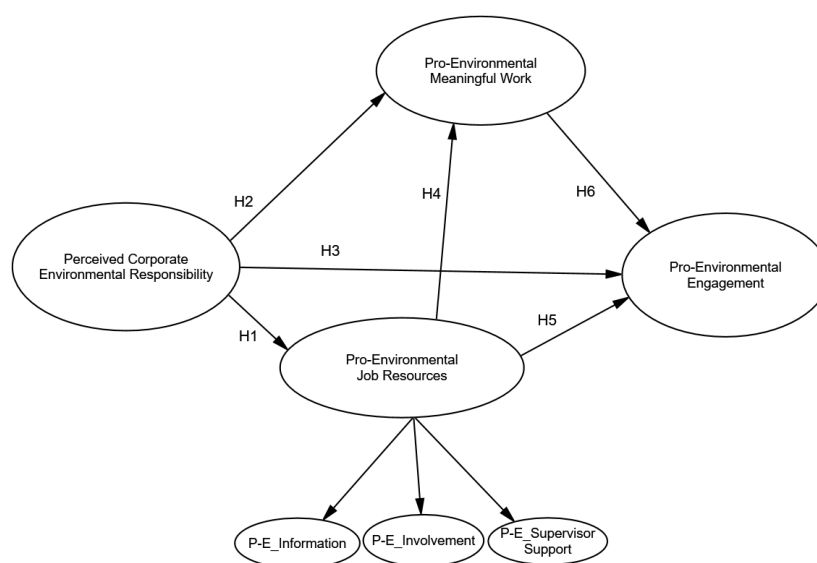 Pro-Environmental
Meaningful Work
H2
H4
H6
Perceived Corporate
Environmental Responsibility
H3
Pro-Environmental
Engagement
H1
H5
Pro-Environmental
Job Resources
P-E_Information
P-E_Involvement
P-E_Supervisor
Support